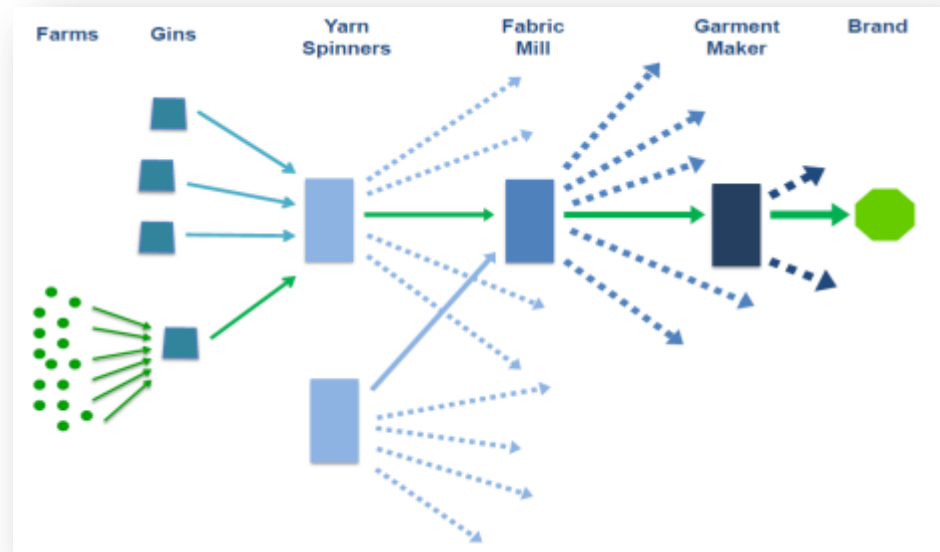 Farms
Gins
Yarn
Spinners
Fabric
Mill
Garment
Maker
Brand